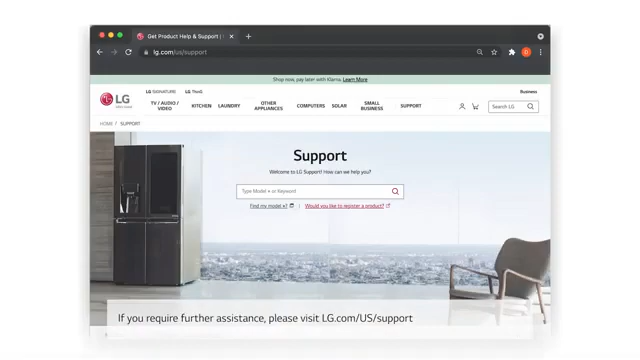 Get Product Help & Support |
lg.com/us/support
Shop now, pay later with Klarna. Learn More
LG SIGNATURE LG ThinQ Business
LG
TV / AUDIO / VIDEO KITCHEN LAUNDRY OTHER APPLIANCES COMPUTERS SOLAR SMALL BUSINESS SUPPORT
Search LG
HOME / SUPPORT
Support
Welcome to LG Support! How can we help you?
Type Model # or Keyword
Find my model #? | Would you like to register a product?
If you require further assistance, please visit LG.com/US/support